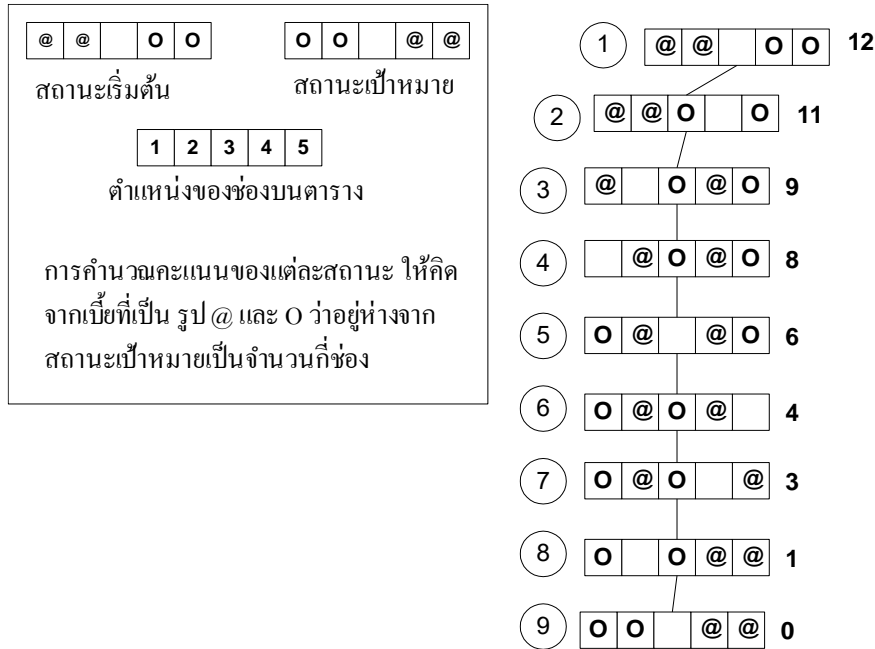 @ @ O O
O O @ @
สถานะเริ่มต้น
สถานะเป้าหมาย
1 2 3 4 5
ตำแหน่งของช่องบนตาราง
การคำนวณคะแนนของแต่ละสถานะ ให้คิด
จากเบี้ยที่เป็น รูป @ และ O ว่าอยู่ห่างจาก
สถานะเป้าหมายเป็นจำนวนกี่ช่อง
1 @ @ O O 12
2 @ @ O O 11
3 @ O @ O 9
4 @ O @ O 8
5 O @ @ O 6
6 O @ O @ 4
7 O @ O @ 3
8 O O @ @ 1
9 O O @ @ 0